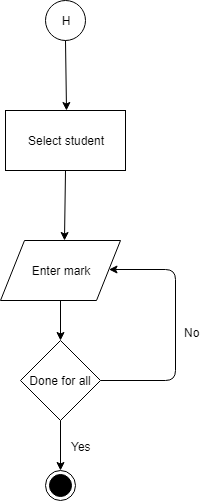 H
Select student
Enter mark
No
Done for all
Yes